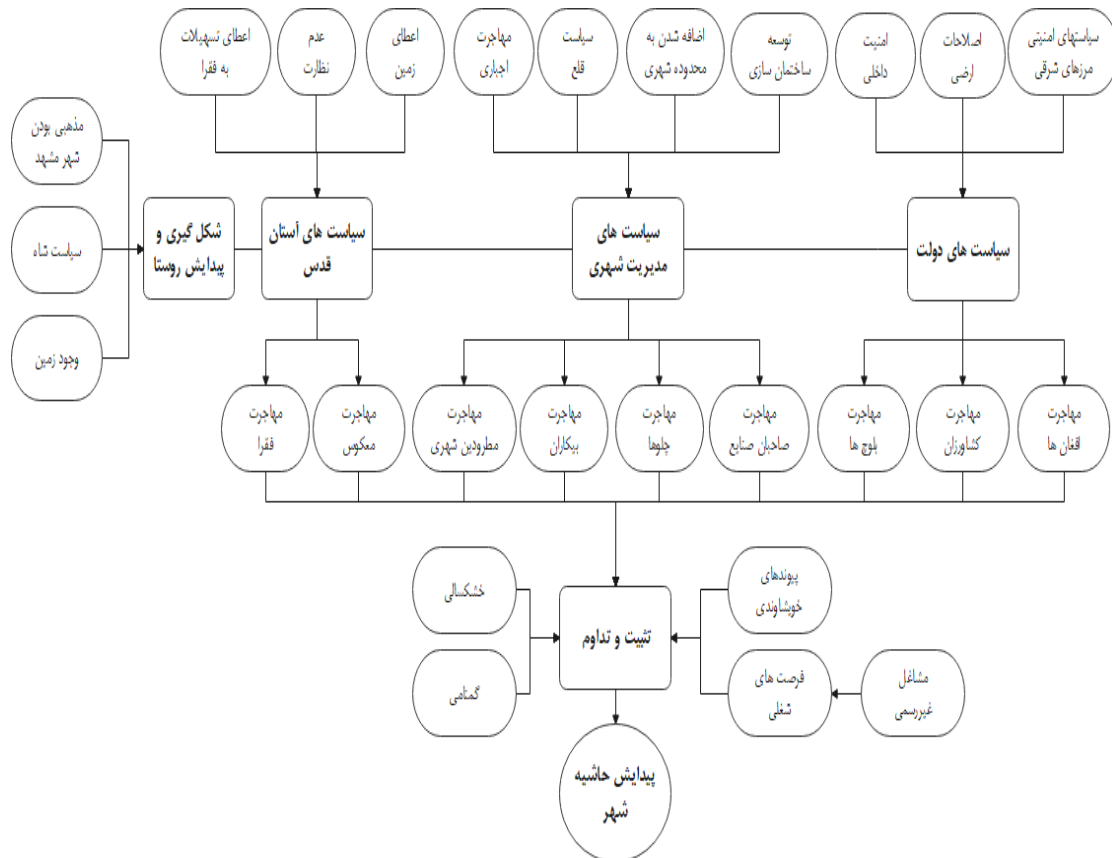 سیاستهای امنیتی
مرزهای شرقی
اصلاحات
ارضی
امنیت
داخلی
توسعه
ساختمان سازی
اضافه شدن به
محدوده شهری
سیاست
قلع
مهاجرت
اجباری
اعطای
زمین
عدم
نظارت
اعطای تسهیلات
به فقرا
مذهبی بودن
شهر مشهد
سیاست شاه
وجود زمین
سیاست های دولت
سیاست های
مدیریت شهری
سیاست های آستان
قدس
شکل گیری و
پیدایش روستا
مهاجرت
افغان ها
مهاجرت
کشاورزان
مهاجرت
بلوچ ها
مهاجرت
صاحبان صنایع
مهاجرت
چلوها
مهاجرت
بیکاران
مهاجرت
مطرودین شهری
مهاجرت
معکوس
مهاجرت
فقرا
پیوندهای
خویشاوندی
خشکسالی
تثبیت و تداوم
مشاغل
غیررسمی
فرصت های
شغلی
گمنامی
پیدایش حاشیه
شهر